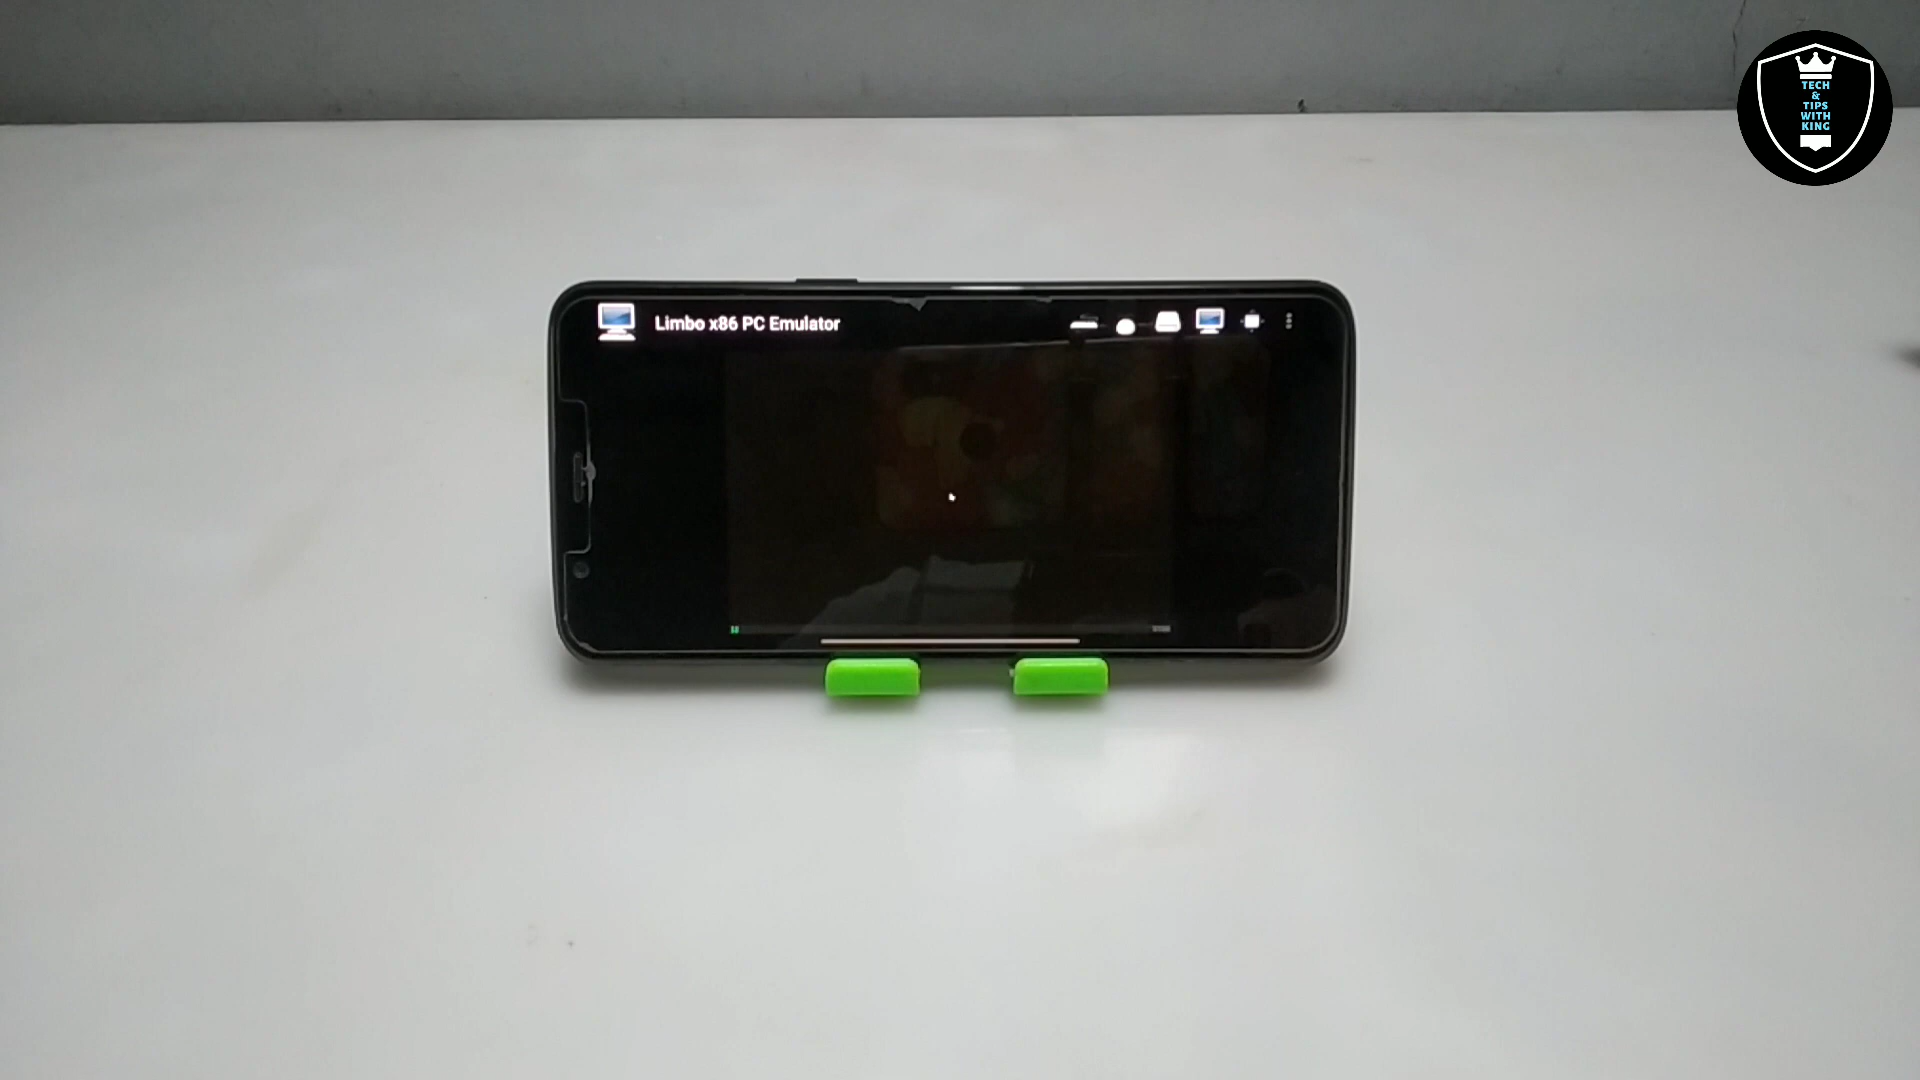 Limbo x86 PC Emulator
TECH
&
TIPS
WITH
KING